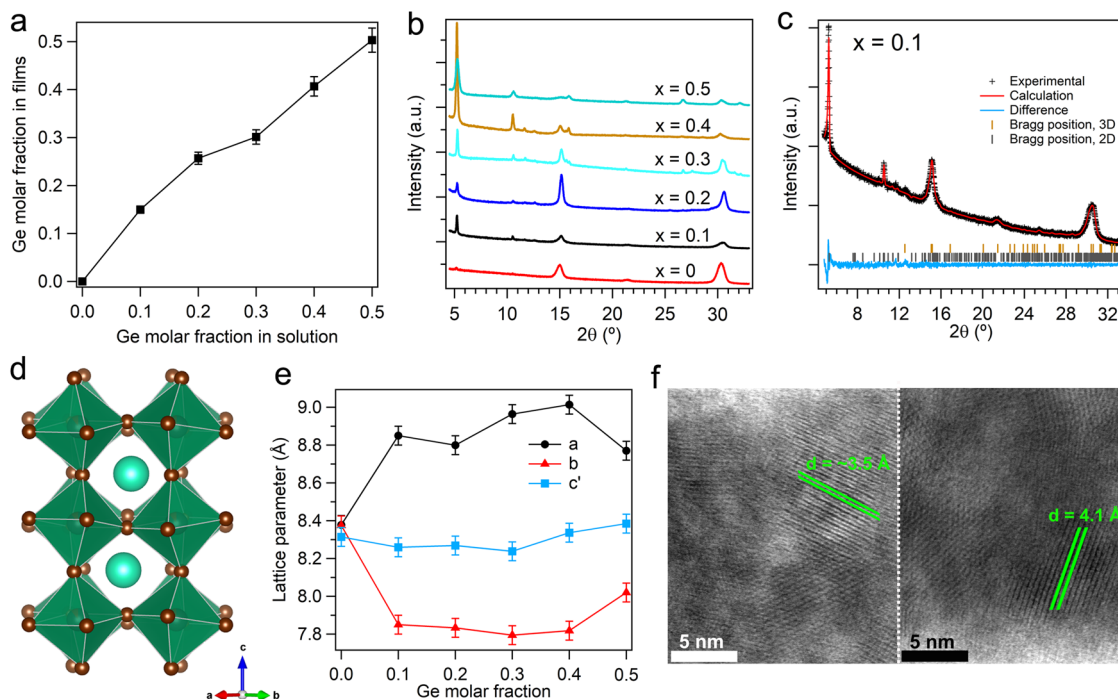 a
Ge molar fraction in films
0.5
0.4
0.3
0.2
0.1
0.0
0.0 0.1 0.2 0.3 0.4 0.5
Ge molar fraction in solution
b
Intensity (a.u.)
x = 0.5
x = 0.4
x = 0.3
x = 0.2
x = 0.1
x = 0
5 10 15 20 25 30
2θ (º)
c
x = 0.1
Intensity (a.u.)
Experimental
Calculation
Difference
Bragg position, 3D
Bragg position, 2D
8 12 16 20 24 28 32
2θ (º)
d
c
a b
e
Lattice parameter (Å)
9.0
8.8
8.6
8.4
8.2
8.0
7.8
a
b
c'
0.0 0.1 0.2 0.3 0.4 0.5
Ge molar fraction
f
d = ~3.5 Å
5 nm
d = 4.1 Å
5 nm